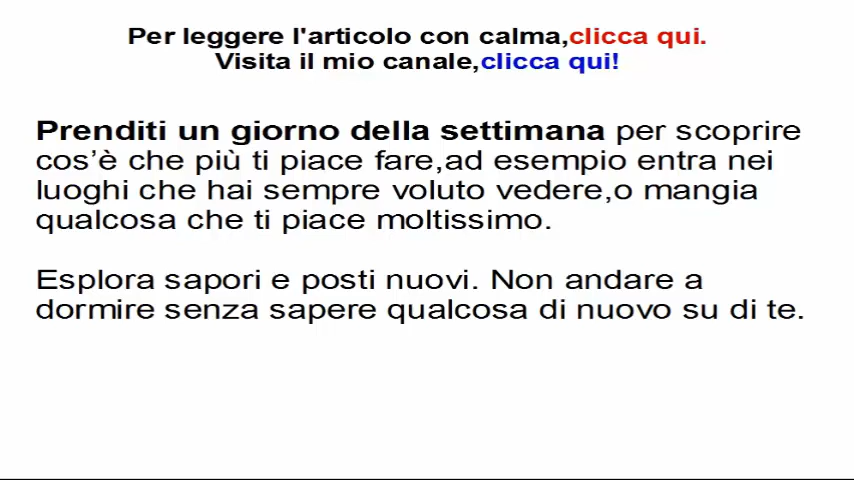 Per leggere l'articolo con calma,clicca qui.
Visita il mio canale,clicca qui!
Prenditi un giorno della settimana per scoprire
cos’è che più ti piace fare,ad esempio entra nei
luoghi che hai sempre voluto vedere,o mangia
qualcosa che ti piace moltissimo.
Esplora sapori e posti nuovi. Non andare a
dormire senza sapere qualcosa di nuovo su di te.